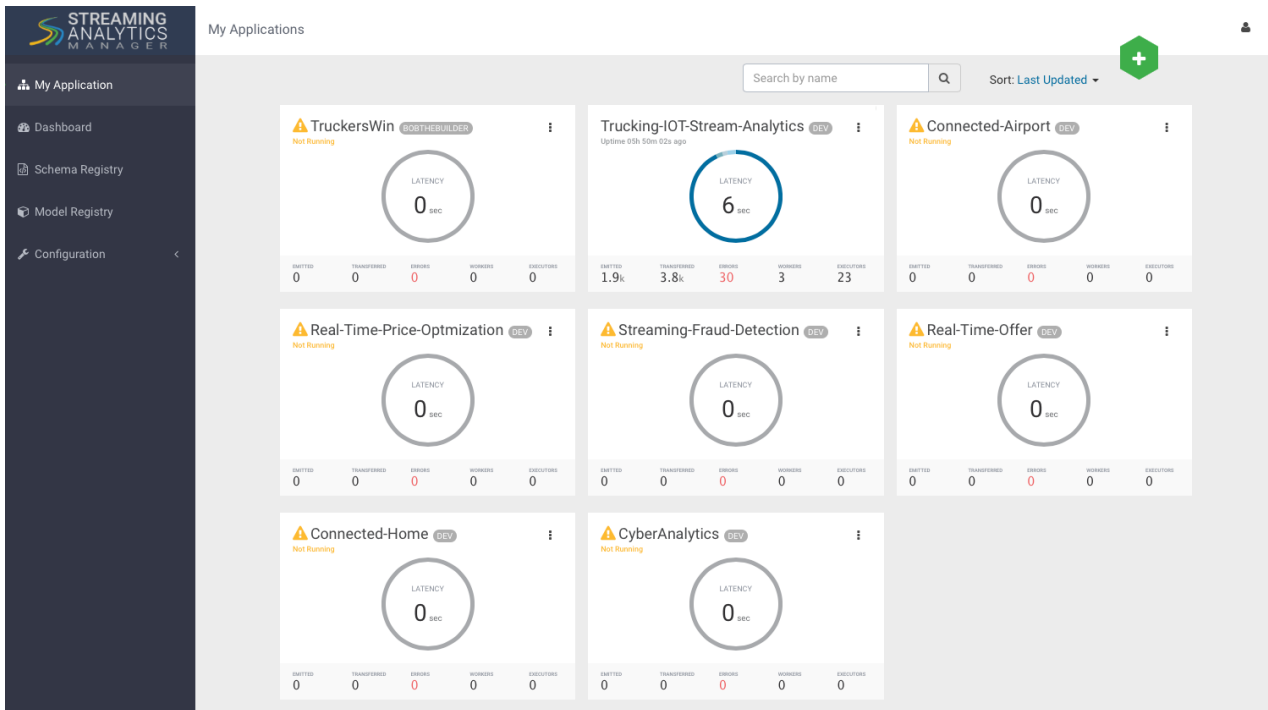 STREAMING
ANALYTICS
MANAGER
My Applications
My Application
Dashboard
Schema Registry
Model Registry
Configuration
Search by name
Sort: Last Updated
TruckersWin BOBTHEBUILDER
Not Running
LATENCY
0 sec
EMITTED TRANSFERRED ERRORS WORKERS EXECUTORS
0 0 0 0 0
Trucking-IOT-Stream-Analytics DEV
Uptime 05h 50m 02s ago
LATENCY
6 sec
EMITTED TRANSFERRED ERRORS WORKERS EXECUTORS
1.9k 3.8k 30 3 23
Connected-Airport DEV
Not Running
LATENCY
0 sec
EMITTED TRANSFERRED ERRORS WORKERS EXECUTORS
0 0 0 0 0
Real-Time-Price-Optmization DEV
Not Running
LATENCY
0 sec
EMITTED TRANSFERRED ERRORS WORKERS EXECUTORS
0 0 0 0 0
Streaming-Fraud-Detection DEV
Not Running
LATENCY
0 sec
EMITTED TRANSFERRED ERRORS WORKERS EXECUTORS
0 0 0 0 0
Real-Time-Offer DEV
Not Running
LATENCY
0 sec
EMITTED TRANSFERRED ERRORS WORKERS EXECUTORS
0 0 0 0 0
Connected-Home DEV
Not Running
LATENCY
0 sec
EMITTED TRANSFERRED ERRORS WORKERS EXECUTORS
0 0 0 0 0
CyberAnalytics DEV
Not Running
LATENCY
0 sec
EMITTED TRANSFERRED ERRORS WORKERS EXECUTORS
0 0 0 0 0